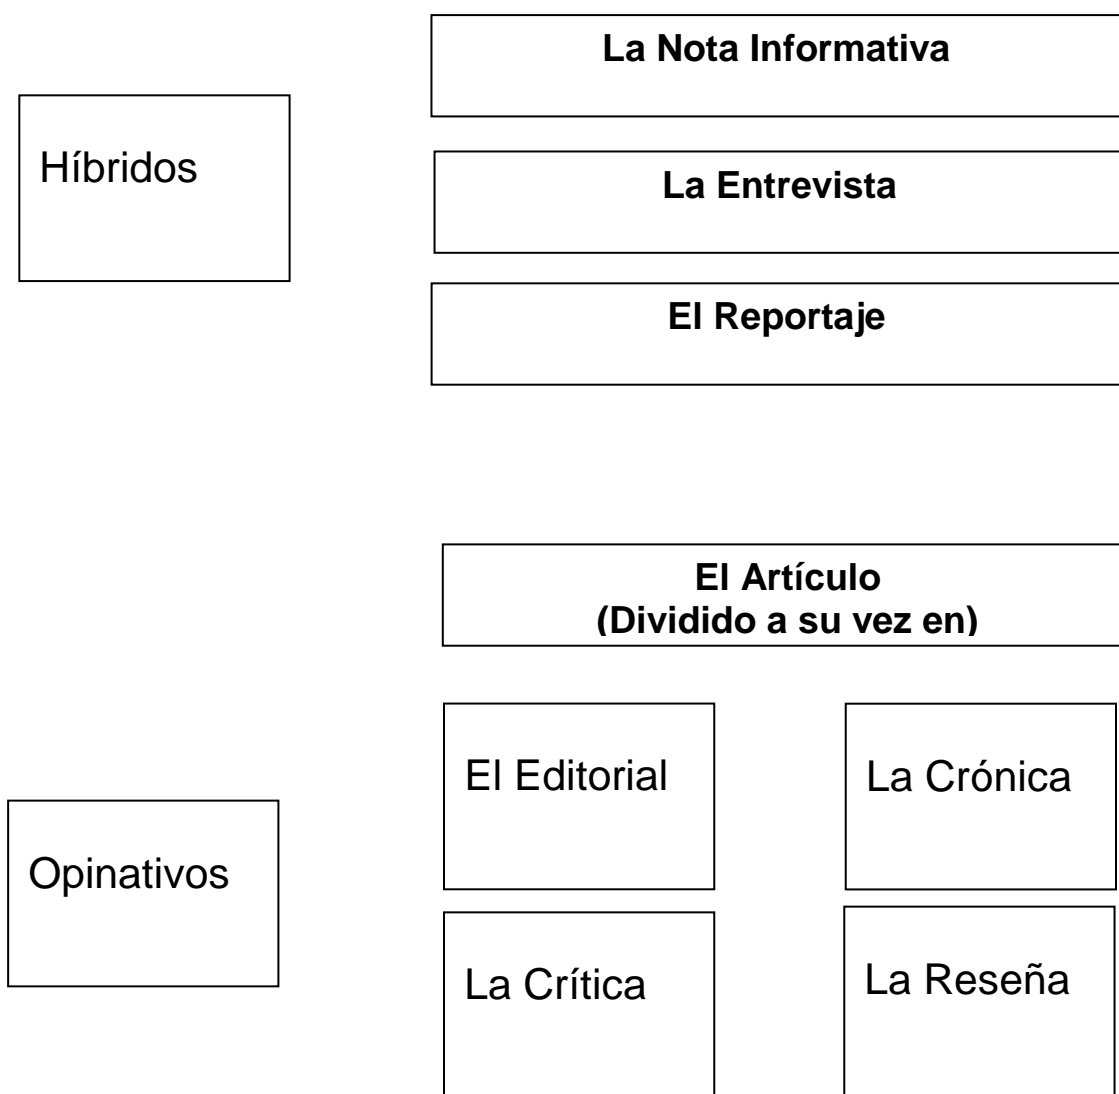 La Nota Informativa
Híbridos
La Entrevista
El Reportaje
El Artículo
(Dividido a su vez en)
El Editorial
La Crónica
Opinativos
La Crítica
La Reseña